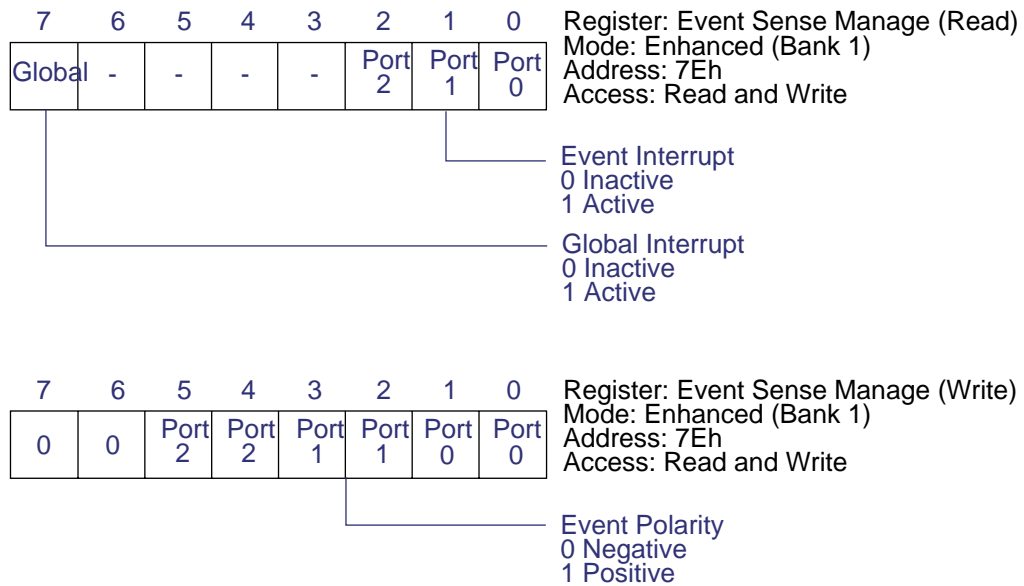 7 6 5 4 3 2 1 0
Global - - - - Port 2 Port 1 Port 0
Register: Event Sense Manage (Read)
Mode: Enhanced (Bank 1)
Address: 7Eh
Access: Read and Write
Event Interrupt
0 Inactive
1 Active
Global Interrupt
0 Inactive
1 Active
7 6 5 4 3 2 1 0
0 0 Port 2 Port 2 Port 1 Port 1 Port 0 Port 0
Register: Event Sense Manage (Write)
Mode: Enhanced (Bank 1)
Address: 7Eh
Access: Read and Write
Event Polarity
0 Negative
1 Positive